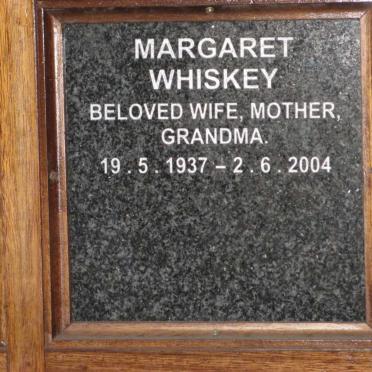 MARGARET
WHISKEY
BELOVED WIFE, MOTHER,
GRANDMA.
19 . 5 . 1937 – 2 . 6 . 2004